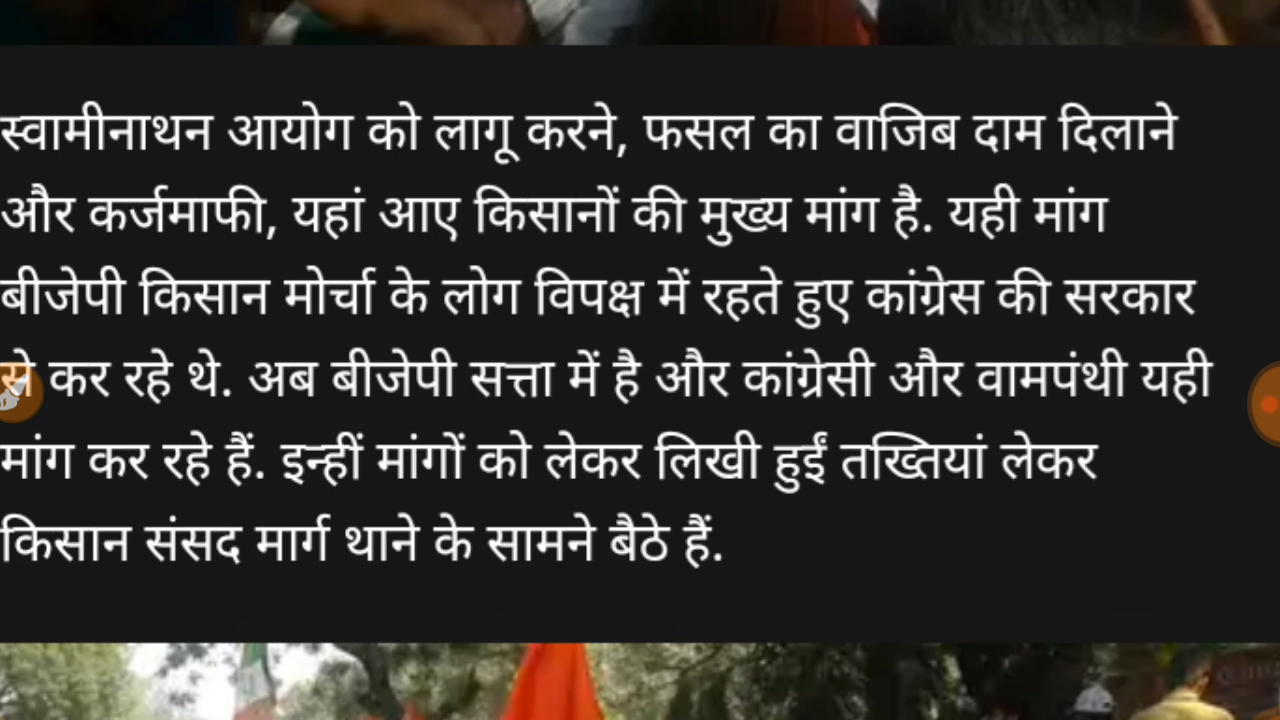 स्वामीनाथन आयोग को लागू करने, फसल का वाजिब दाम दिलाने
और कर्जमाफी, यहां आए किसानों की मुख्य मांग है. यही मांग
बीजेपी किसान मोर्चा के लोग विपक्ष में रहते हुए कांग्रेस की सरकार
से कर रहे थे. अब बीजेपी सत्ता में है और कांग्रेसी और वामपंथी यही
मांग कर रहे हैं. इन्हीं मांगों को लेकर लिखी हुईं तख्तियां लेकर
किसान संसद मार्ग थाने के सामने बैठे हैं.